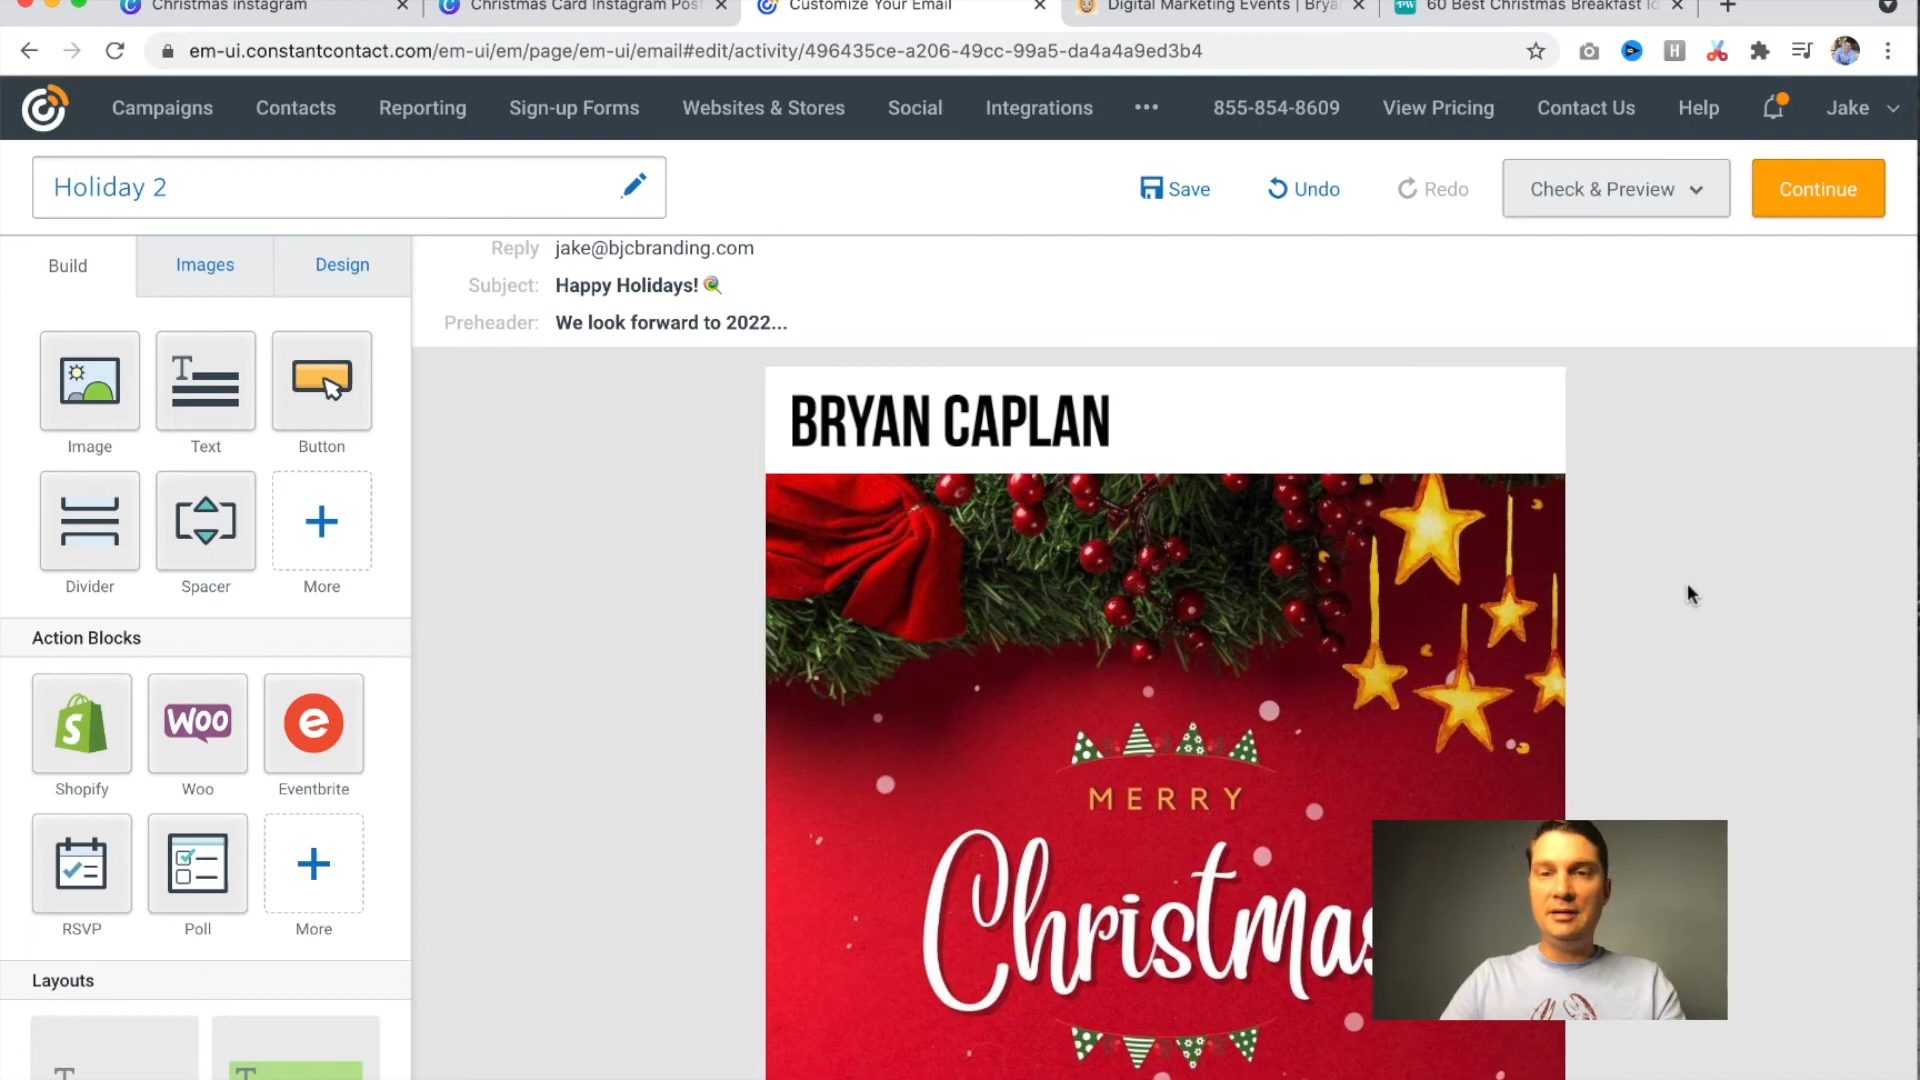 Christmas instagram
Christmas Card Instagram Post
Customize Your Email
Digital Marketing Events | Brya
60 Best Christmas Breakfast Id
em-ui.constantcontact.com/em-ui/em/page/em-ui/email#edit/activity/496435ce-a206-49cc-99a5-da4a4a9ed3b4
H
Campaigns
Contacts
Reporting
Sign-up Forms
Websites & Stores
Social
Integrations
855-854-8609
View Pricing
Contact Us
Help
Jake
Holiday 2
Save
Undo
Redo
Check & Preview
Continue
Build
Images
Design
Reply jake@bjcbranding.com
Subject: Happy Holidays! 🍭
Preheader: We look forward to 2022...
Image
Text
Button
Divider
Spacer
More
Action Blocks
Shopify
WOO
Woo
Eventbrite
RSVP
Poll
More
Layouts
BRYAN CAPLAN
MERRY
Christmas